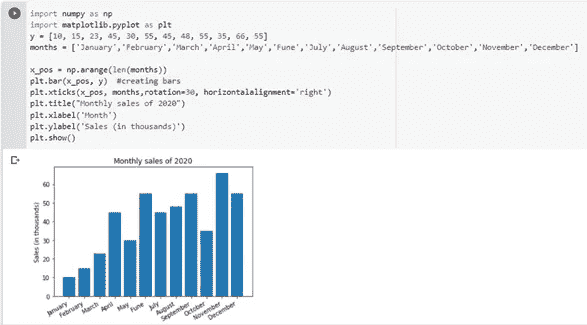 import numpy as np
import matplotlib.pyplot as plt
y = [10, 15, 23, 45, 30, 55, 45, 48, 55, 35, 66, 55]
months = ['January','February','March','April','May','Fune','July','August','September','October','November','December']
x_pos = np.arange(len(months))
plt.bar(x_pos, y)  #creating bars
plt.xticks(x_pos, months,rotation=30, horizontalalignment='right')
plt.title("Monthly sales of 2020")
plt.xlabel('Month')
plt.ylabel('Sales (in thousands)')
plt.show()
Monthly sales of 2020
Sales (in thousands)
60
50
40
30
20
10
0
January
February
March
April
May
Fune
July
August
September
October
November
December